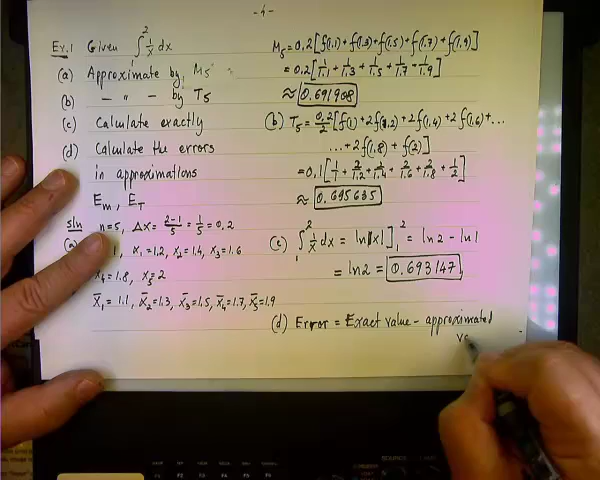 -4-
Ex.1 Given ∫₁² 1/x dx
(a) Approximate by M₅
(b) — " — by T₅
(c) Calculate exactly
(d) Calculate the errors
in approximations
E_M, E_T
sln n=5, Δx = (2-1)/5 = 1/5 = 0.2
(a) 1, x₁=1.2, x₂=1.4, x₃=1.6
x₄=1.8, x₅=2
x̄₁=1.1, x̄₂=1.3, x̄₃=1.5, x̄₄=1.7, x̄₅=1.9
M₅ = 0.2[f(1.1)+f(1.3)+f(1.5)+f(1.7)+f(1.9)]
= 0.2[1/1.1 + 1/1.3 + 1/1.5 + 1/1.7 + 1/1.9]
≈ 0.691908
(b) T₅ = 0.2/2 [f(1)+2f(1.2)+2f(1.4)+2f(1.6)+...
...+2f(1.8)+f(2)]
= 0.1[1/1 + 2/1.2 + 2/1.4 + 2/1.6 + 2/1.8 + 1/2]
≈ 0.695635
(c) ∫₁² 1/x dx = ln|x|]₁² = ln2 - ln1
= ln2 = 0.693147
(d) Error = Exact value - approximated